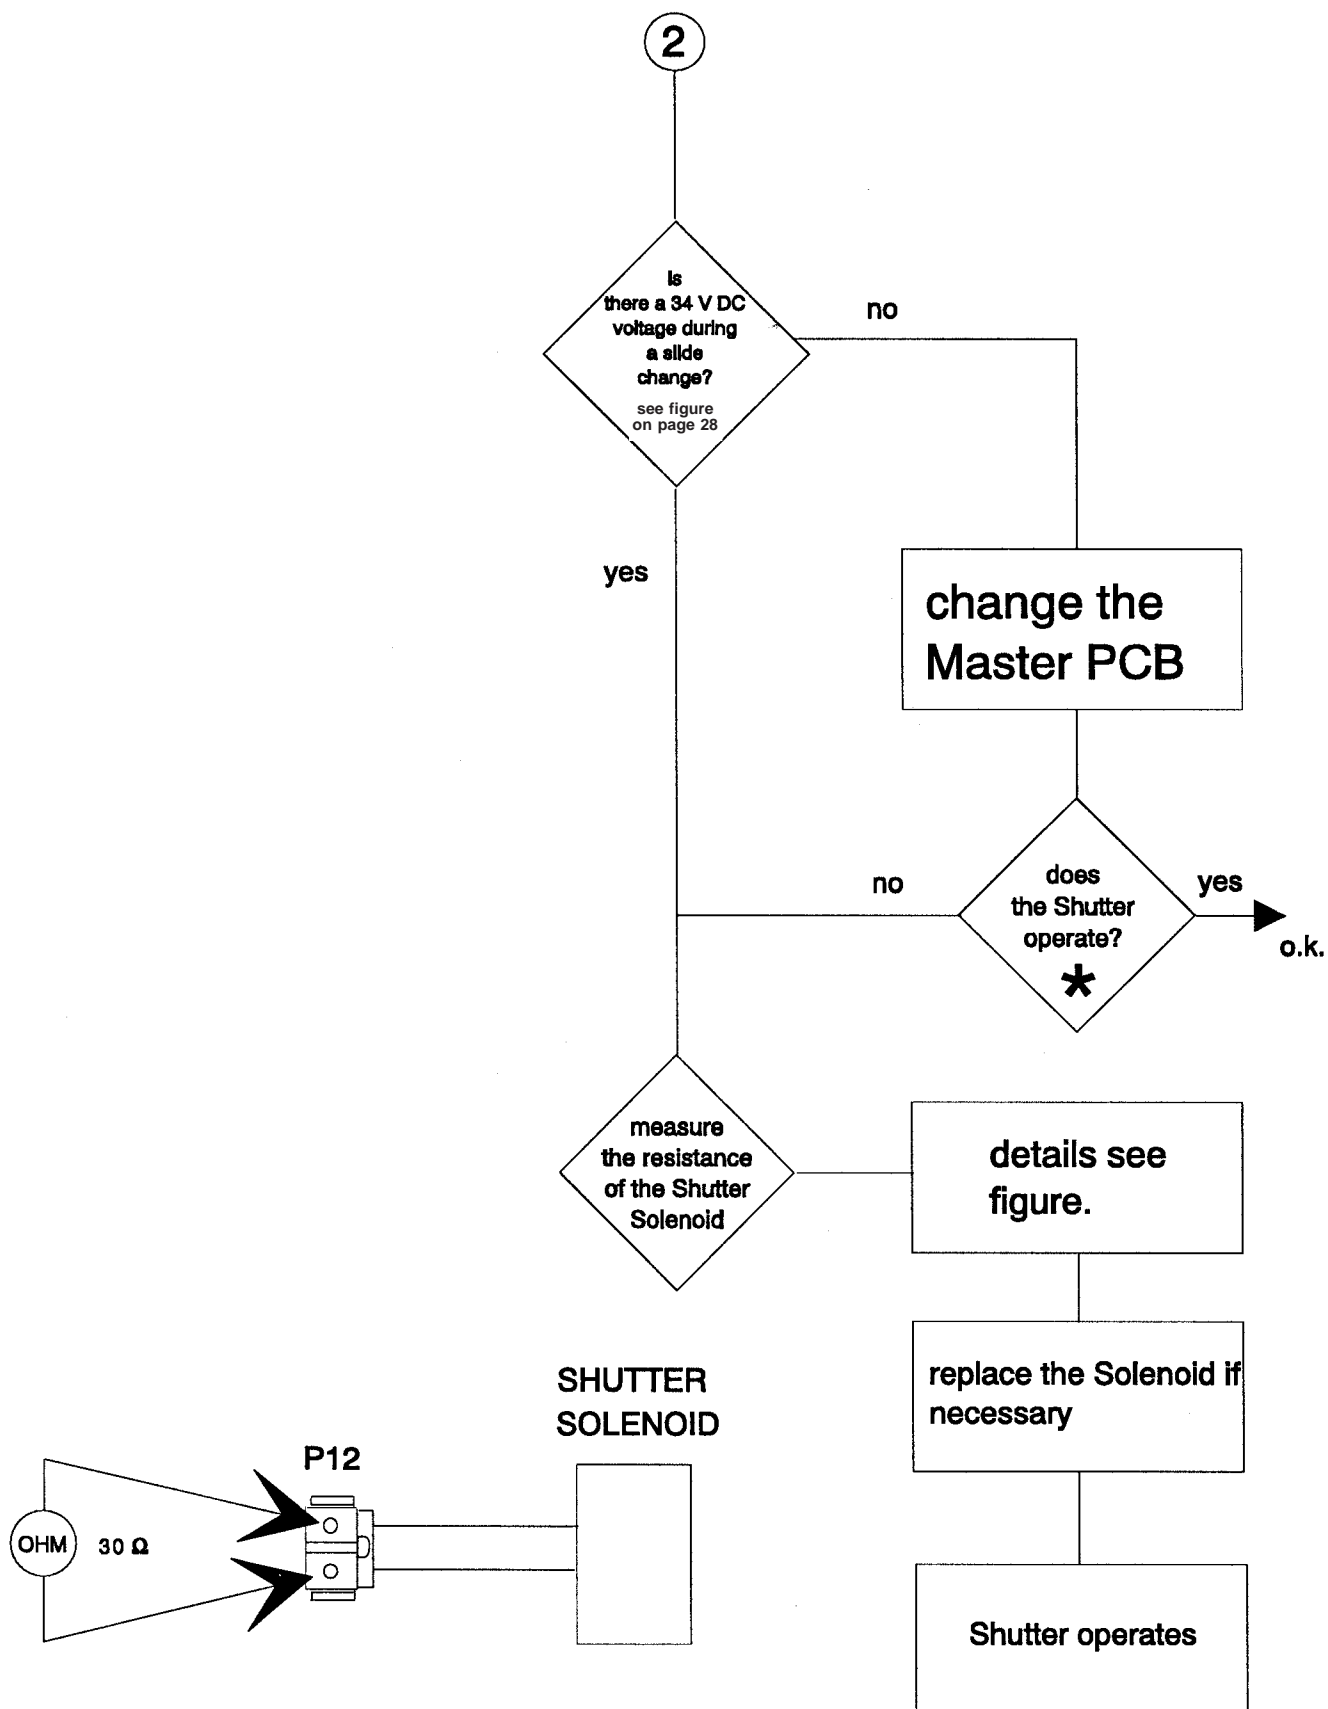 2
Is
there a 34 V DC
voltage during
a slide
change?
see figure
on page 28
no
yes
change the
Master PCB
no
does
the Shutter
operate?
*
yes
o.k.
measure
the resistance
of the Shutter
Solenoid
details see
figure.
replace the Solenoid if
necessary
SHUTTER
SOLENOID
P12
OHM
30 Ω
Shutter operates